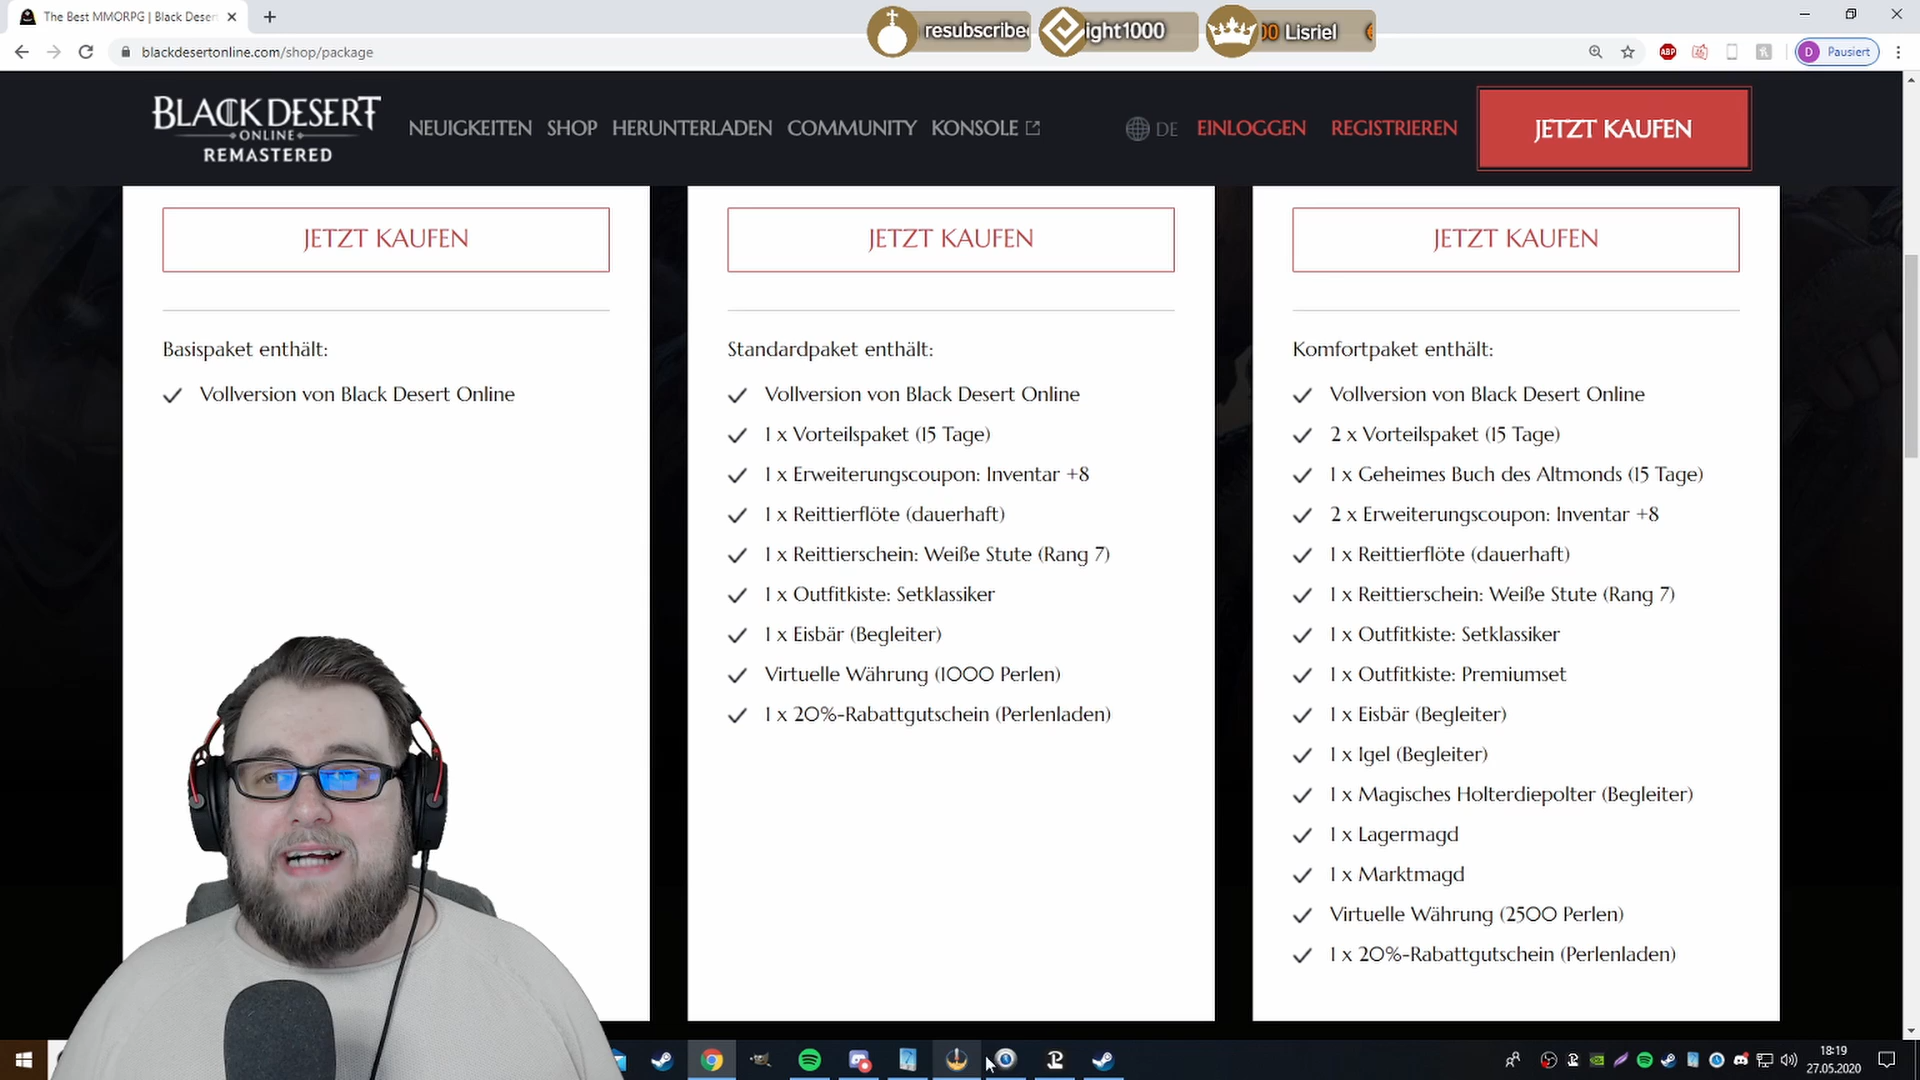 The Best MMORPG | Black Desert
resubscribe
ight1000
00 Lisriel
blackdesertonline.com/shop/package
ABP
D Pausiert
BLACK DESERT
ONLINE
REMASTERED
NEUIGKEITEN SHOP HERUNTERLADEN COMMUNITY KONSOLE
DE EINLOGGEN REGISTRIEREN
JETZT KAUFEN
JETZT KAUFEN
Basispaket enthält:
Vollversion von Black Desert Online
JETZT KAUFEN
Standardpaket enthält:
Vollversion von Black Desert Online
1 x Vorteilspaket (15 Tage)
1 x Erweiterungscoupon: Inventar +8
1 x Reittierflöte (dauerhaft)
1 x Reittierschein: Weiße Stute (Rang 7)
1 x Outfitkiste: Setklassiker
1 x Eisbär (Begleiter)
Virtuelle Währung (1000 Perlen)
1 x 20%-Rabattgutschein (Perlenladen)
JETZT KAUFEN
Komfortpaket enthält:
Vollversion von Black Desert Online
2 x Vorteilspaket (15 Tage)
1 x Geheimes Buch des Altmonds (15 Tage)
2 x Erweiterungscoupon: Inventar +8
1 x Reittierflöte (dauerhaft)
1 x Reittierschein: Weiße Stute (Rang 7)
1 x Outfitkiste: Setklassiker
1 x Outfitkiste: Premiumset
1 x Eisbär (Begleiter)
1 x Igel (Begleiter)
1 x Magisches Holterdiepolter (Begleiter)
1 x Lagermagd
1 x Marktmagd
Virtuelle Währung (2500 Perlen)
1 x 20%-Rabattgutschein (Perlenladen)
18:19
27.05.2020